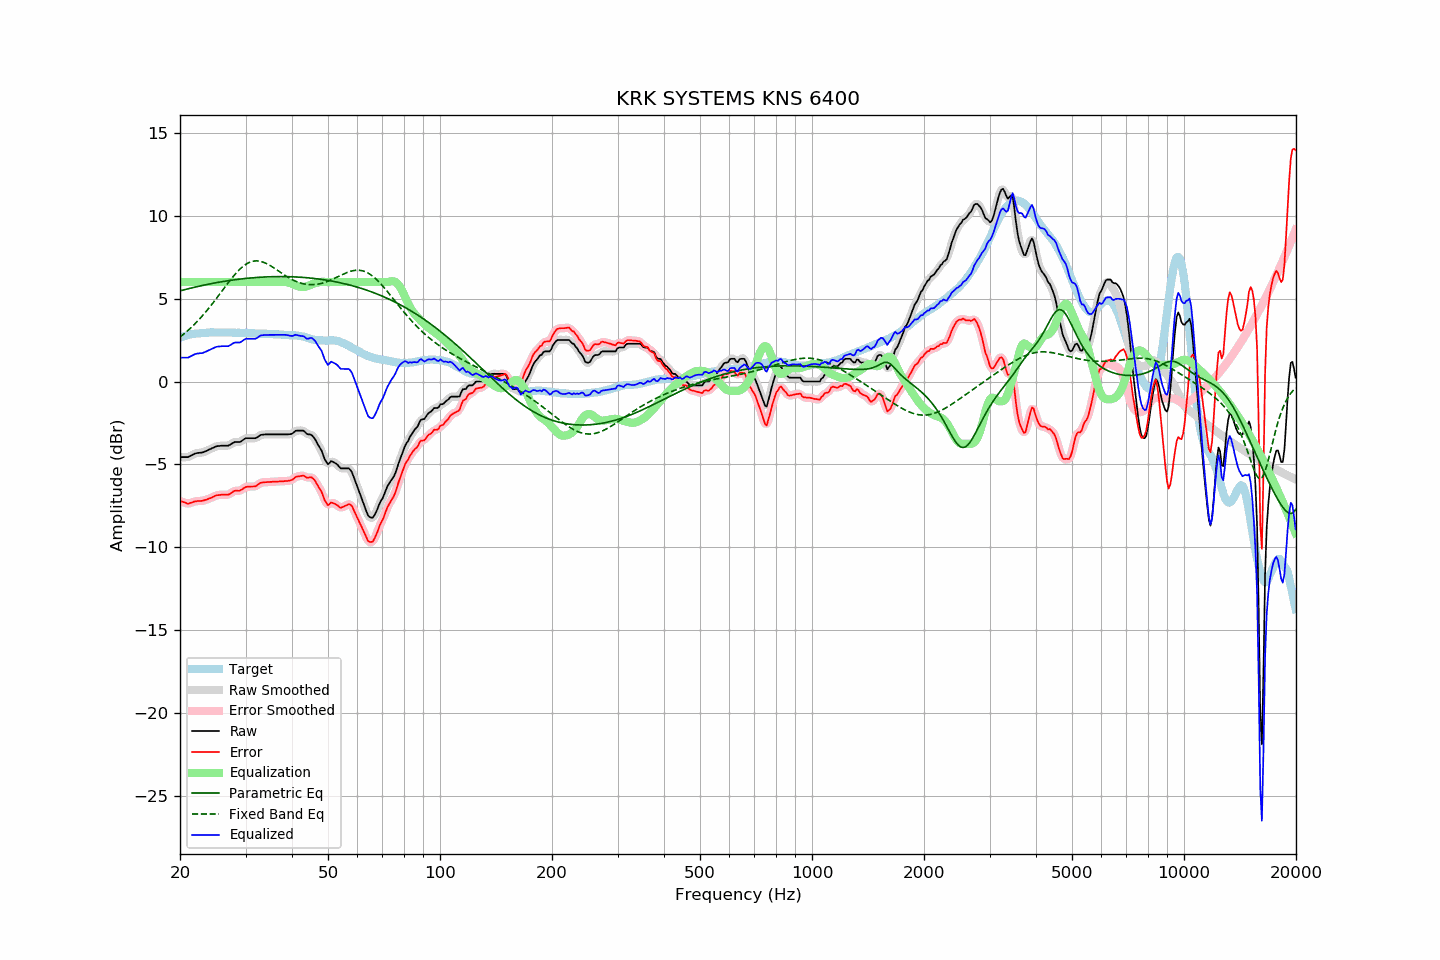 KRK SYSTEMS KNS 6400
Amplitude (dBr)
15
10
5
0
−5
−10
−15
−20
−25
Target
Raw Smoothed
Error Smoothed
Raw
Error
Equalization
Parametric Eq
Fixed Band Eq
Equalized
20 50 100 200 500 1000 2000 5000 10000 20000
Frequency (Hz)